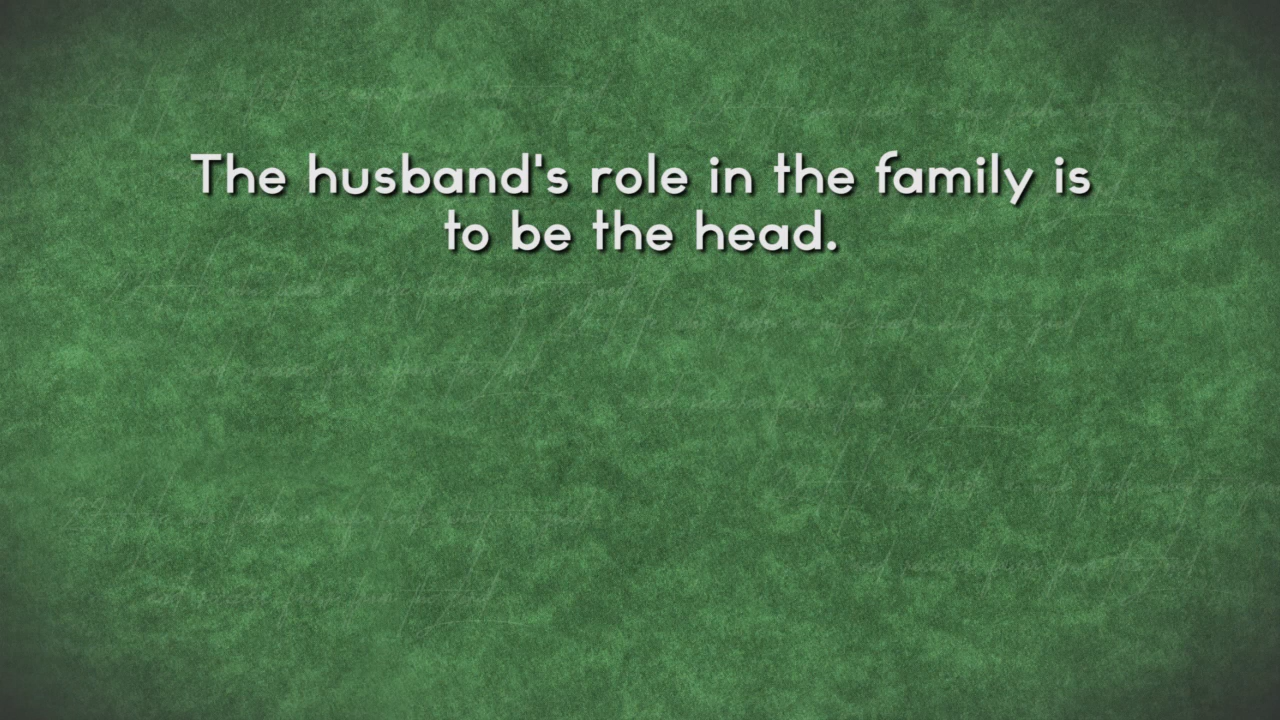 The husband's role in the family is
to be the head.